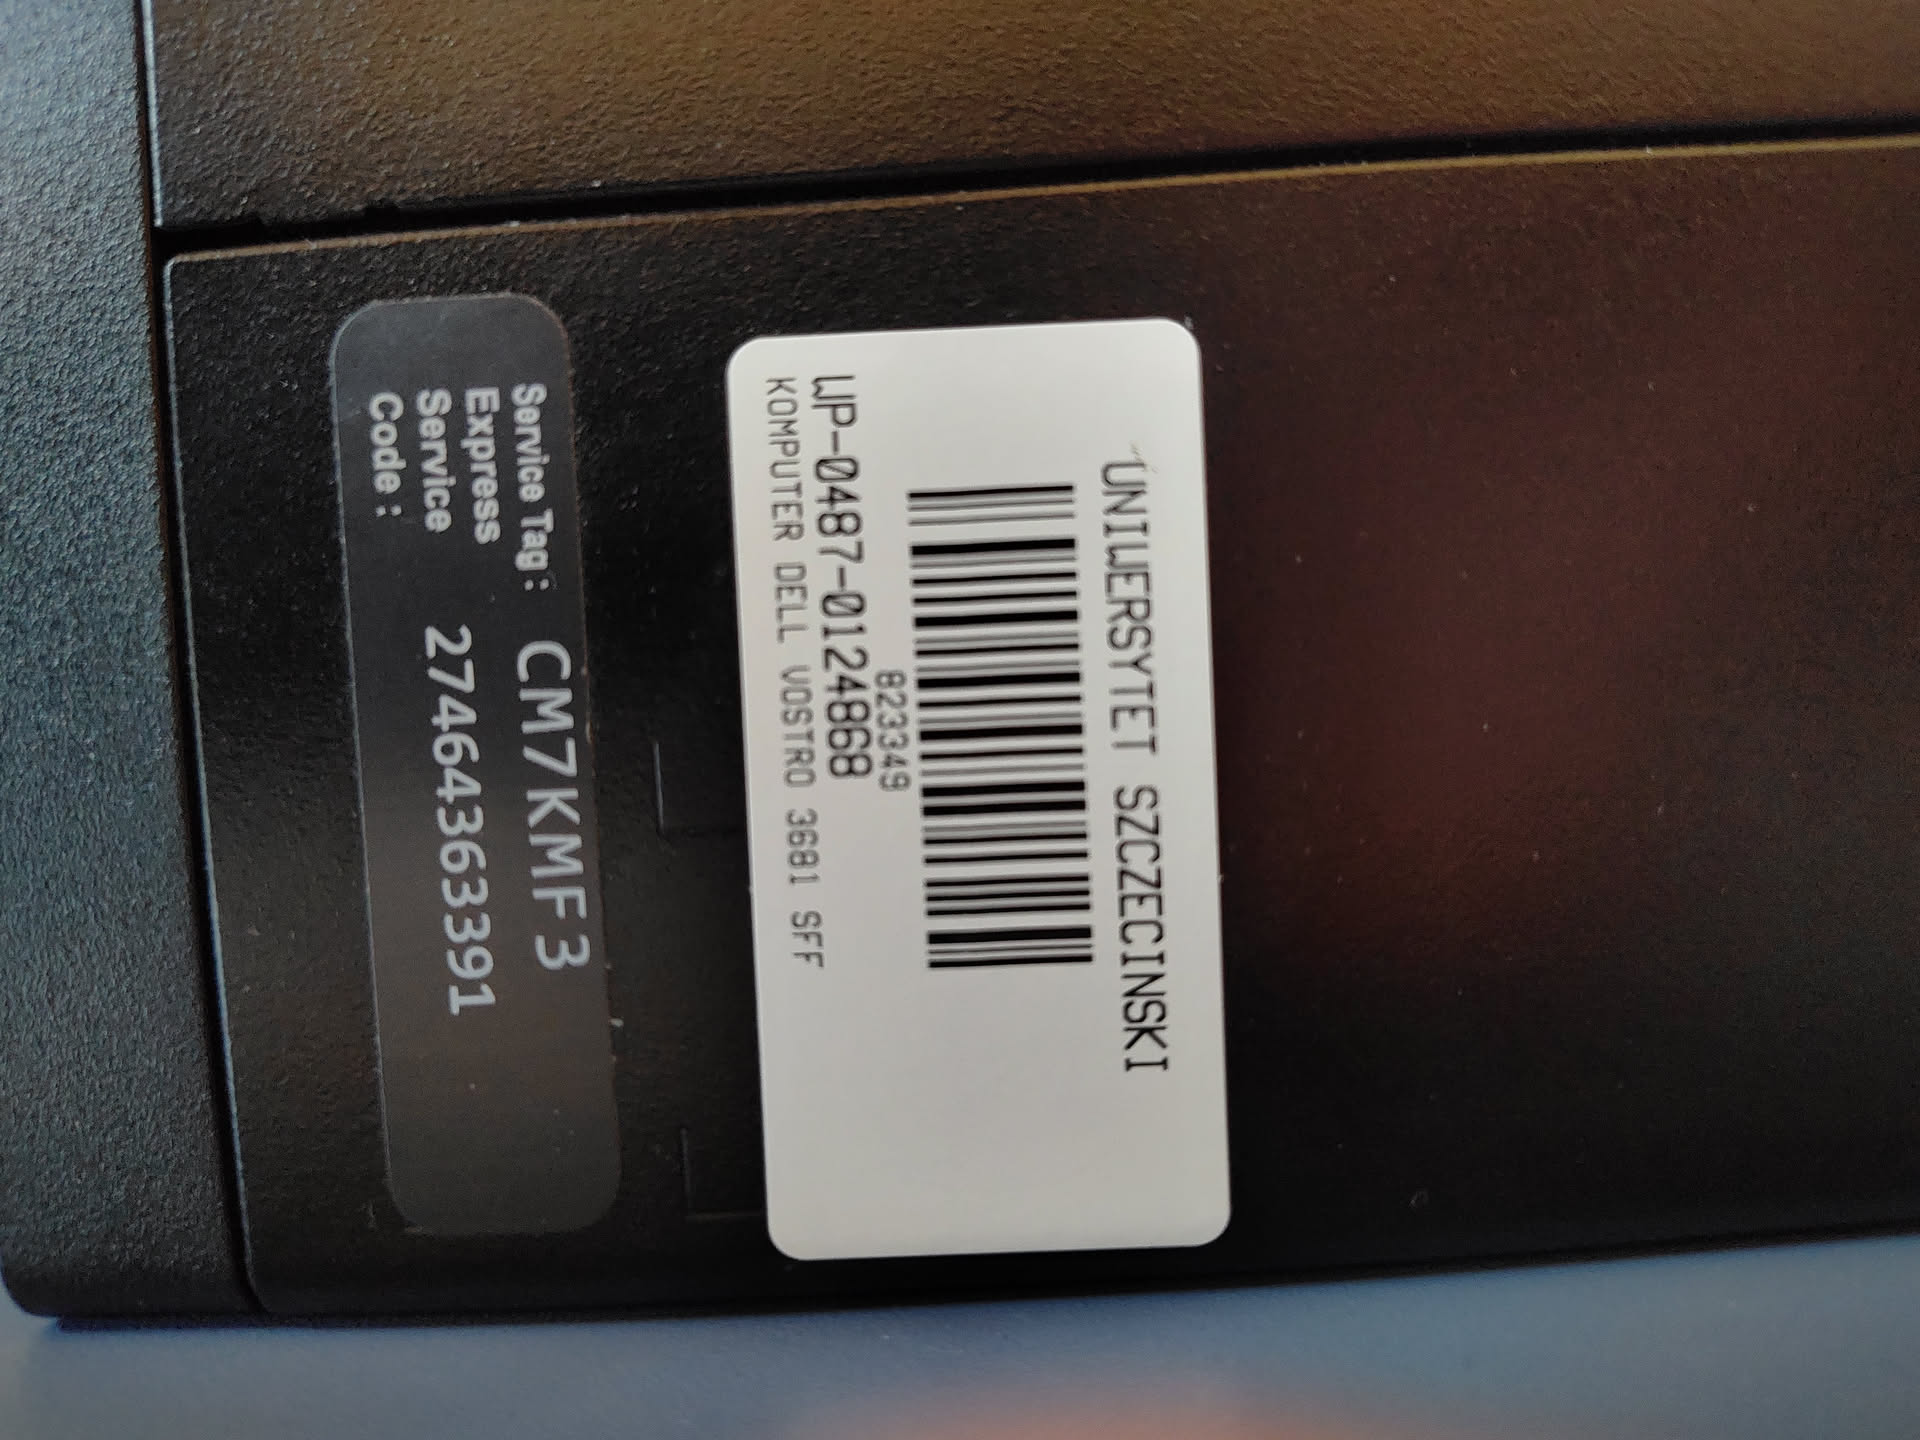 UNIWERSYTET SZCZECINSKI
823349
WP-0487-0124868
KOMPUTER DELL VOSTRO 3681 SFF
Service Tag: CM7KMF3
Express
Service 27464363391
Code: